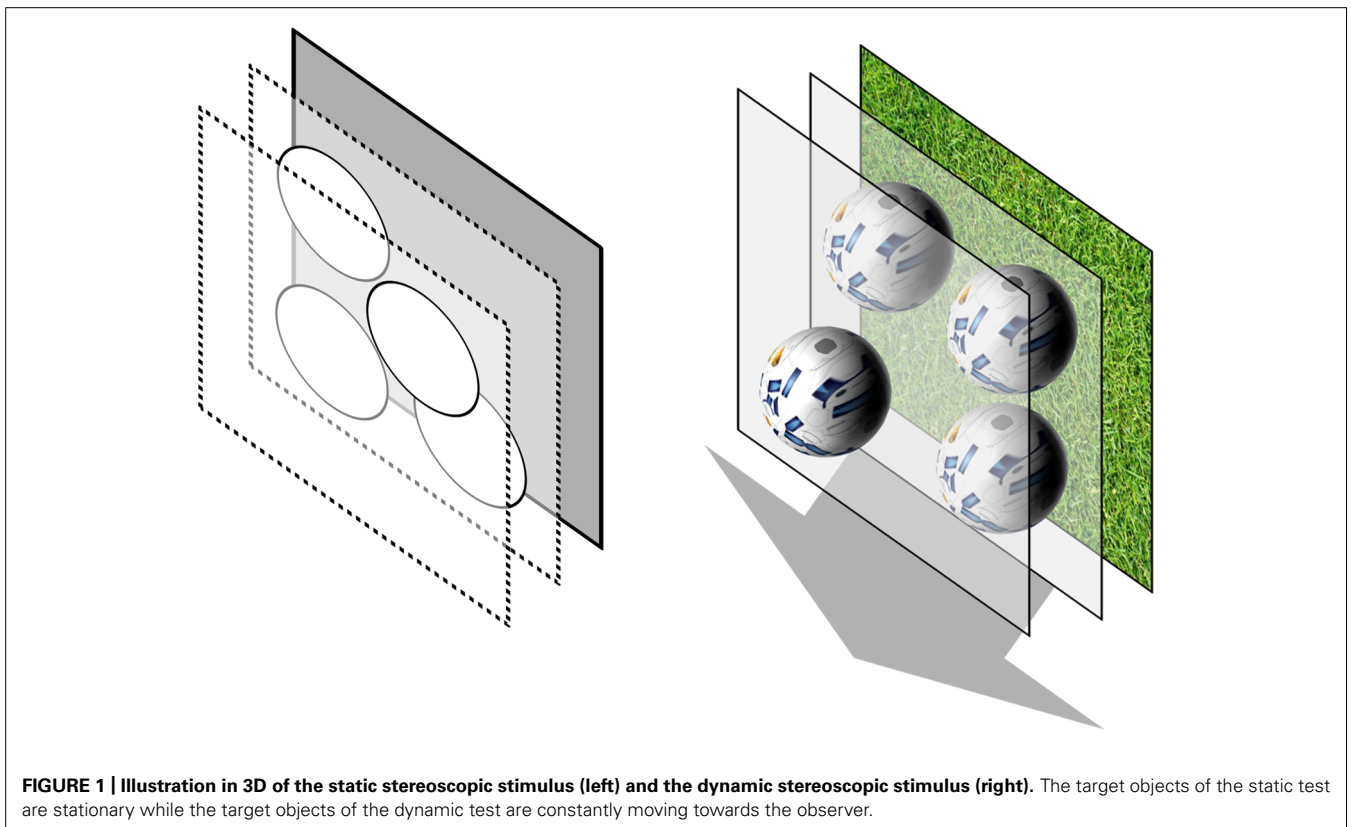 FIGURE 1 | Illustration in 3D of the static stereoscopic stimulus (left) and the dynamic stereoscopic stimulus (right). The target objects of the static test
are stationary while the target objects of the dynamic test are constantly moving towards the observer.